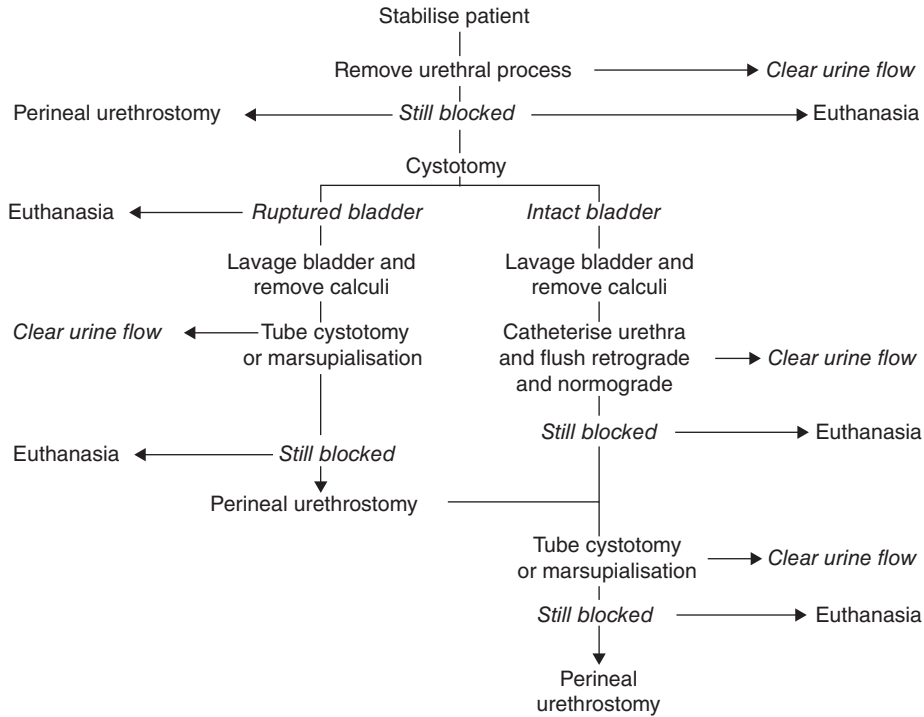 Stabilise patient
Remove urethral process
Clear urine flow
Perineal urethrostomy
Still blocked
Euthanasia
Cystotomy
Euthanasia
Ruptured bladder
Intact bladder
Lavage bladder and
remove calculi
Lavage bladder and
remove calculi
Clear urine flow
Tube cystotomy
or marsupialisation
Catheterise urethra
and flush retrograde
and normograde
Clear urine flow
Still blocked
Euthanasia
Euthanasia
Still blocked
Perineal urethrostomy
Tube cystotomy
or marsupialisation
Clear urine flow
Still blocked
Euthanasia
Perineal
urethrostomy